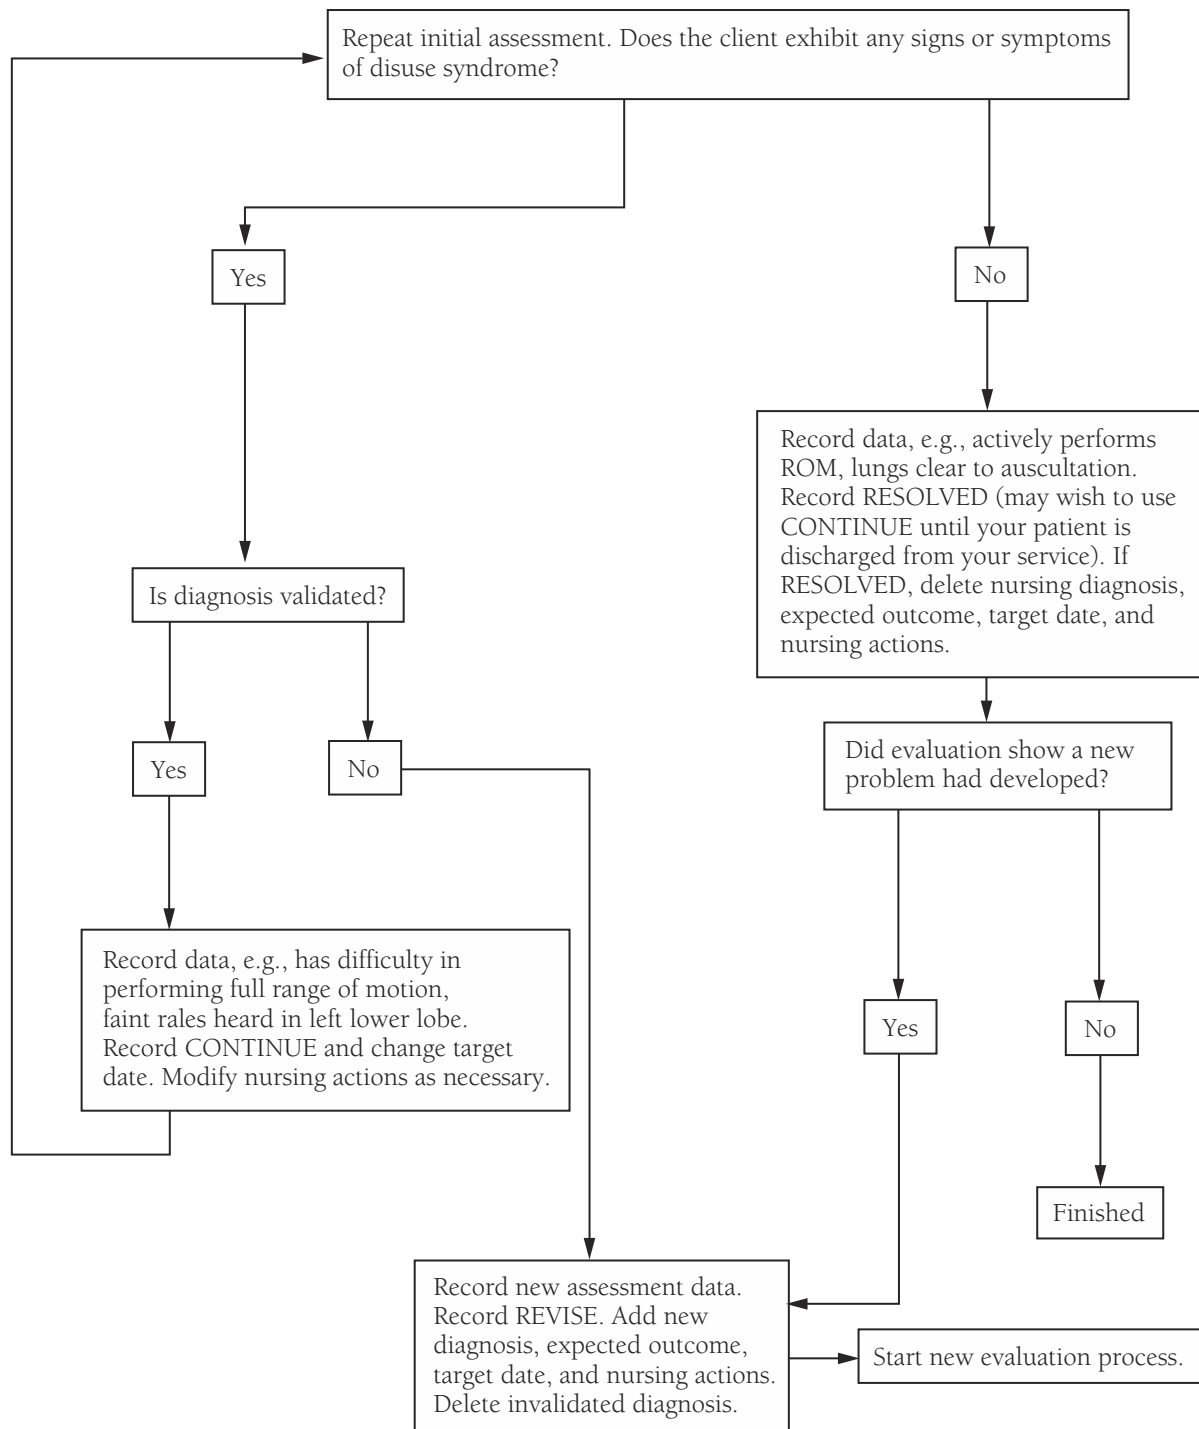 Repeat initial assessment. Does the client exhibit any signs or symptoms
of disuse syndrome?
Yes
No
Record data, e.g., actively performs
ROM, lungs clear to auscultation.
Record RESOLVED (may wish to use
CONTINUE until your patient is
discharged from your service). If
RESOLVED, delete nursing diagnosis,
expected outcome, target date, and
nursing actions.
Is diagnosis validated?
Yes
No
Did evaluation show a new
problem had developed?
Record data, e.g., has difficulty in
performing full range of motion,
faint rales heard in left lower lobe.
Record CONTINUE and change target
date. Modify nursing actions as necessary.
Yes
No
Finished
Record new assessment data.
Record REVISE. Add new
diagnosis, expected outcome,
target date, and nursing actions.
Delete invalidated diagnosis.
Start new evaluation process.